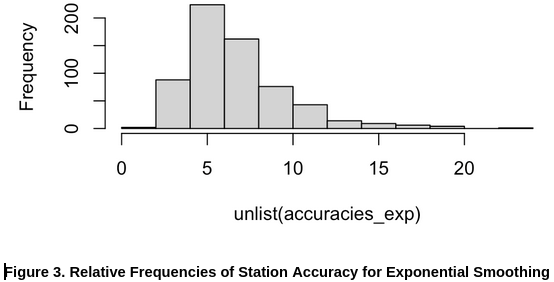 200
100
0
Frequency
0 5 10 15 20
unlist(accuracies_exp)
Figure 3. Relative Frequencies of Station Accuracy for Exponential Smoothing